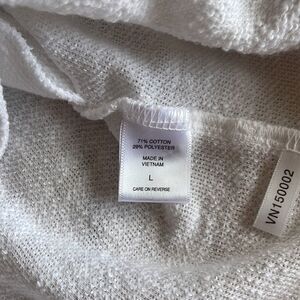 71% COTTON
29% POLYESTER
MADE IN
VIETNAM
L
CARE ON REVERSE
VN150002